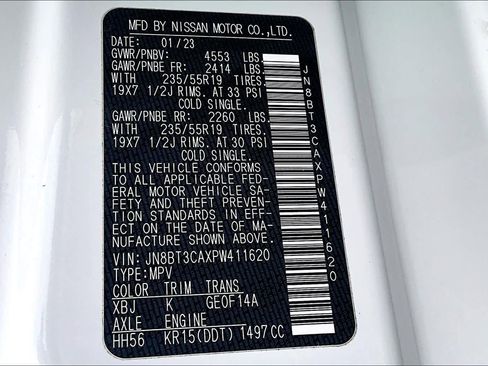 MFD BY NISSAN MOTOR CO.,LTD.
DATE: 01/23
GVWR/PNBV: 4553 LBS.
GAWR/PNBE FR: 2414 LBS.
WITH 235/55R19 TIRES.
19X7 1/2J RIMS. AT 33 PSI
COLD SINGLE.
GAWR/PNBE RR: 2260 LBS.
WITH 235/55R19 TIRES.
19X7 1/2J RIMS. AT 30 PSI
COLD SINGLE.
THIS VEHICLE CONFORMS
TO ALL APPLICABLE FED-
ERAL MOTOR VEHICLE SA-
FETY AND THEFT PREVEN-
TION STANDARDS IN EFF-
ECT ON THE DATE OF MA-
NUFACTURE SHOWN ABOVE.
VIN: JN8BT3CAXPW411620
TYPE: MPV
COLOR TRIM TRANS
XBJ K GE0F14A
AXLE ENGINE
HH56 KR15(DDT) 1497CC
JN8BT3CAXPW411620